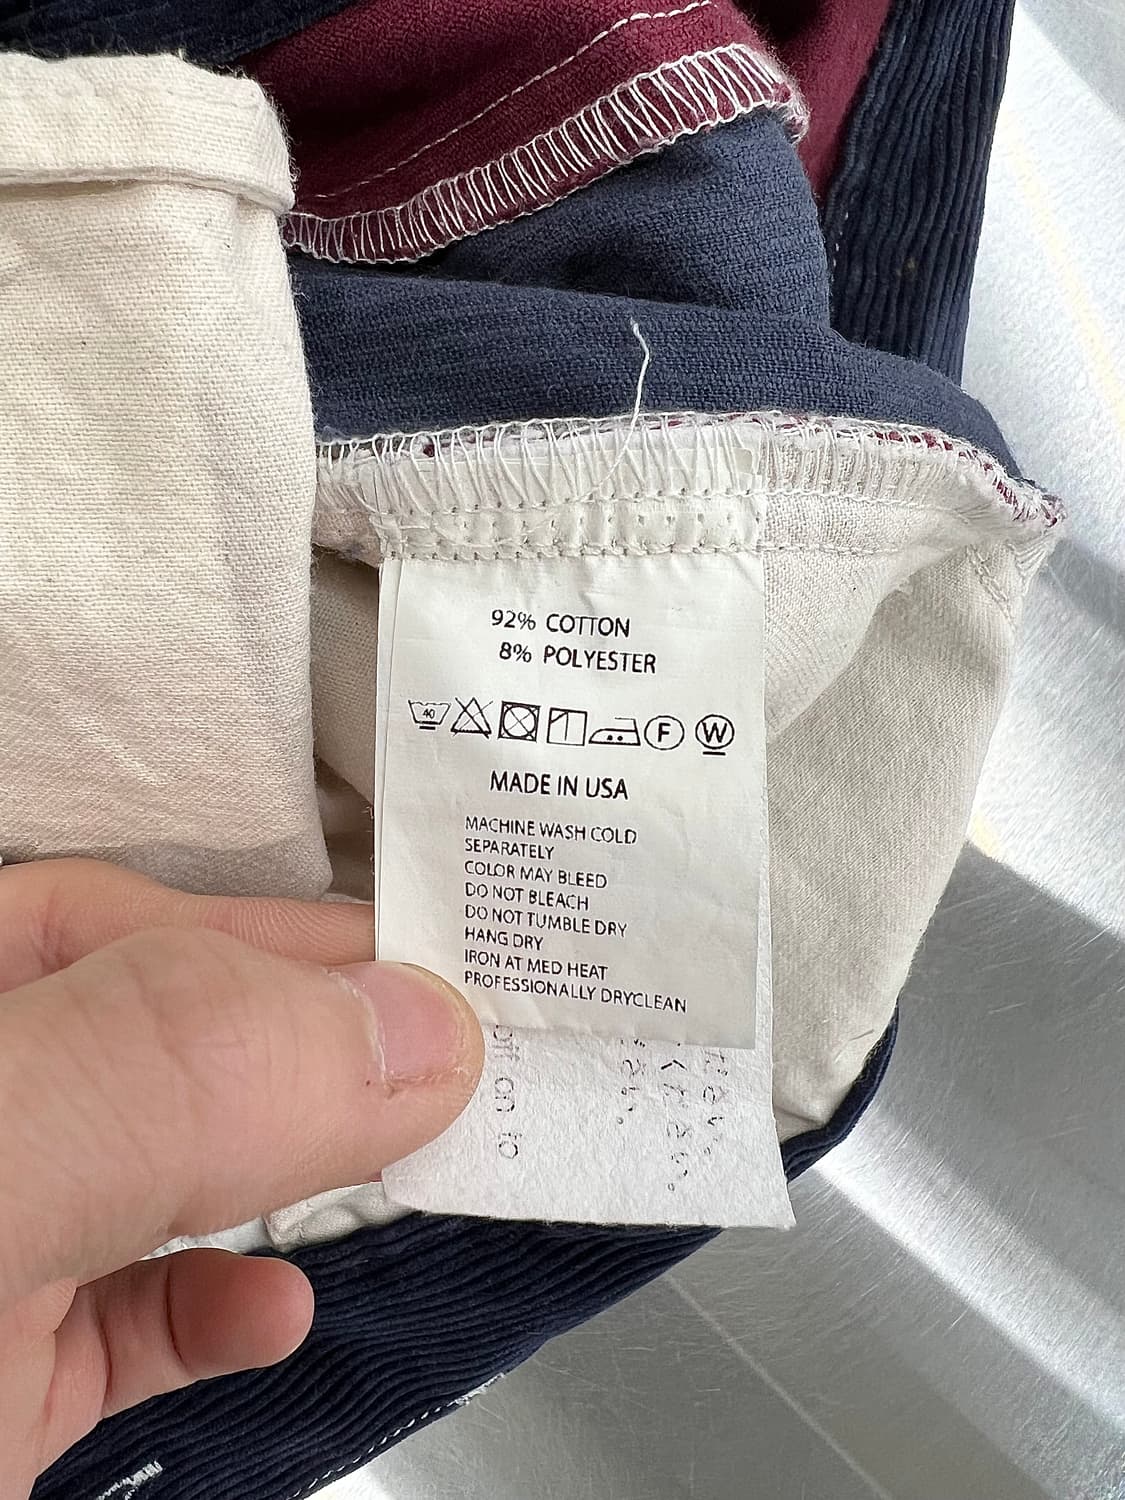 92% COTTON
8% POLYESTER
40 F W
MADE IN USA
MACHINE WASH COLD
SEPARATELY
COLOR MAY BLEED
DO NOT BLEACH
DO NOT TUMBLE DRY
HANG DRY
IRON AT MED HEAT
PROFESSIONALLY DRYCLEAN